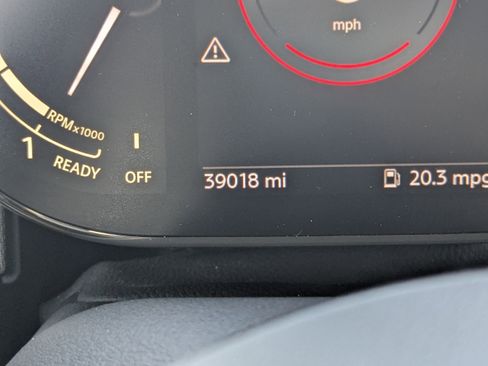 mph
RPMx1000
1
READY
OFF
39018 mi
20.3 mpg